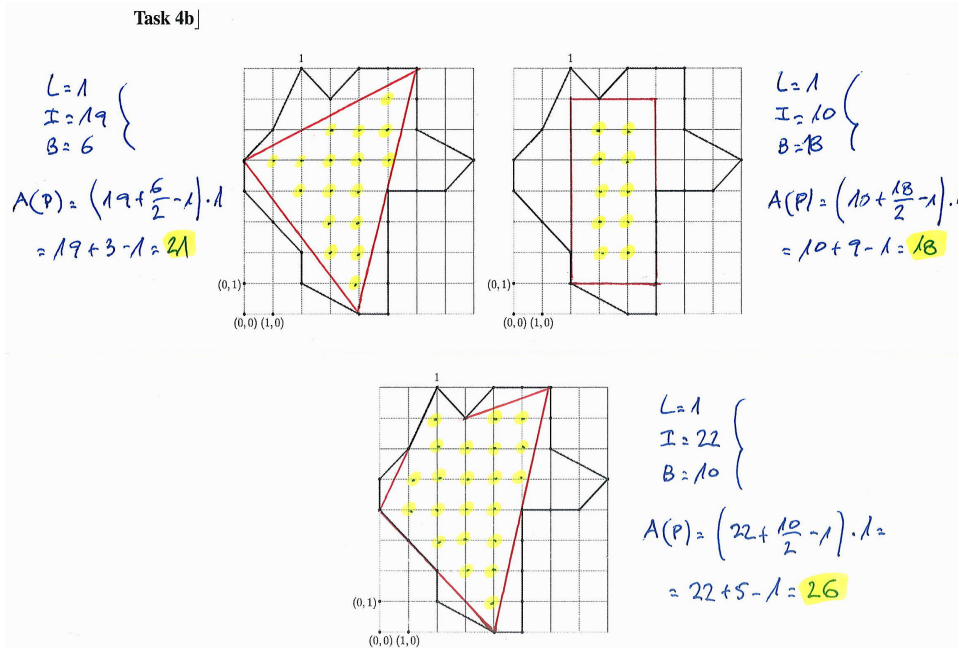 Task 4b
1
L=1
I=19
B=6
A(P)=(19+6/2-1)·1
=19+3-1=21
(0,1)
(0,0) (1,0)
1
L=1
I=10
B=18
A(P)=(10+18/2-1)·
=10+9-1=18
(0,1)
(0,0) (1,0)
1
L=1
I=22
B=10
A(P)=(22+10/2-1)·1=
=22+5-1=26
(0,1)
(0,0) (1,0)